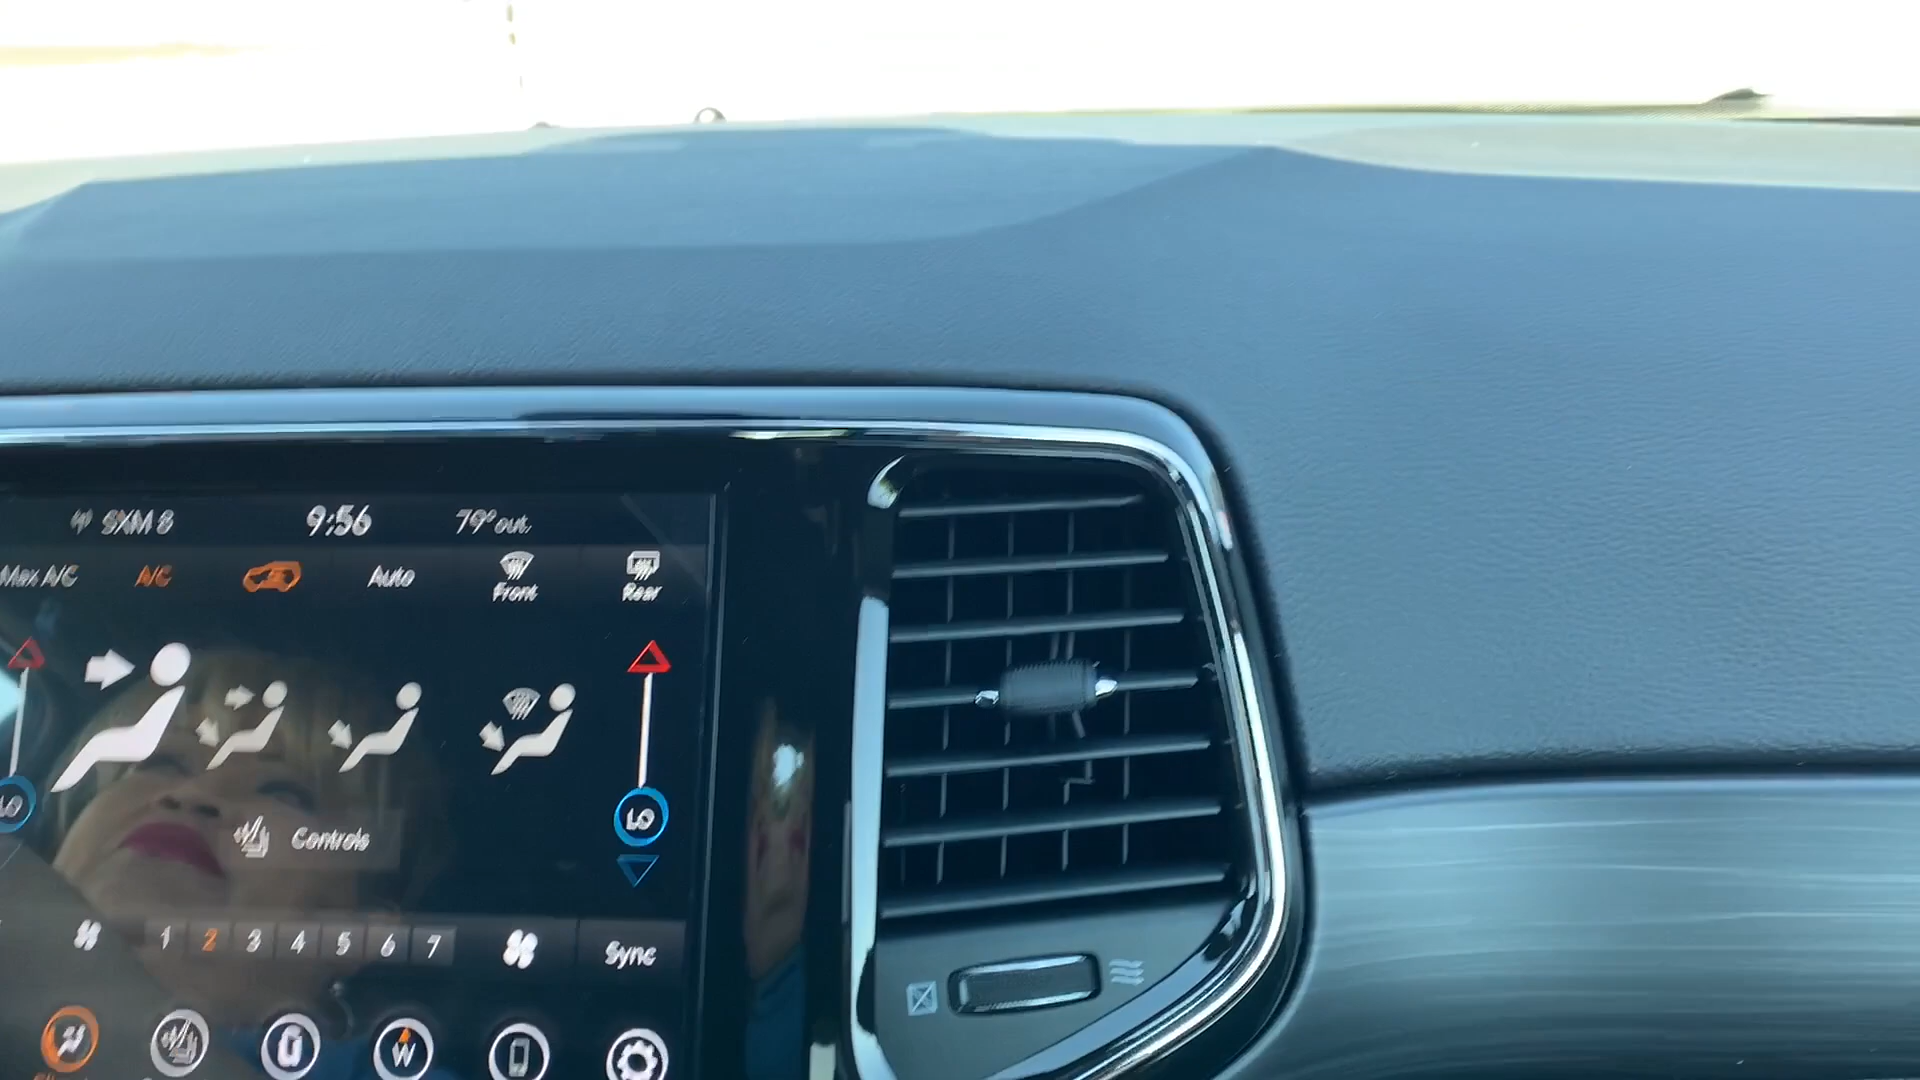 SXM 8 9:56 79° out.
Max A/C A/C Auto Front Rear
LO LO
Controls
1 2 3 4 5 6 7 Sync
W